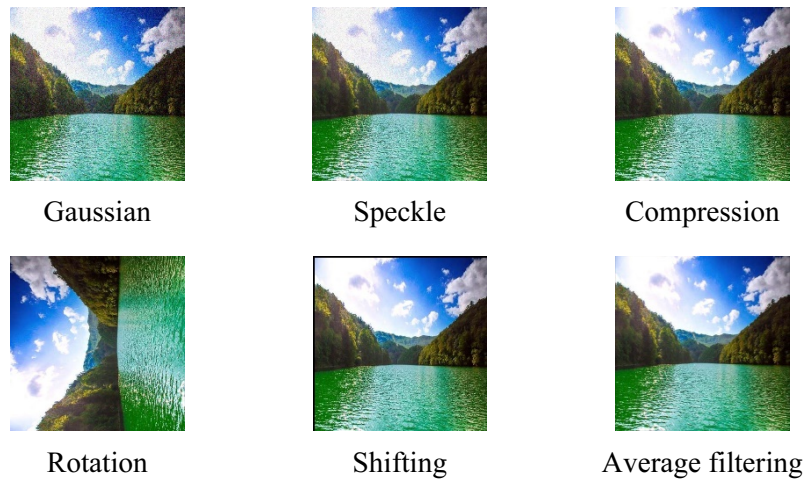 Gaussian
Speckle
Compression
Rotation
Shifting
Average filtering